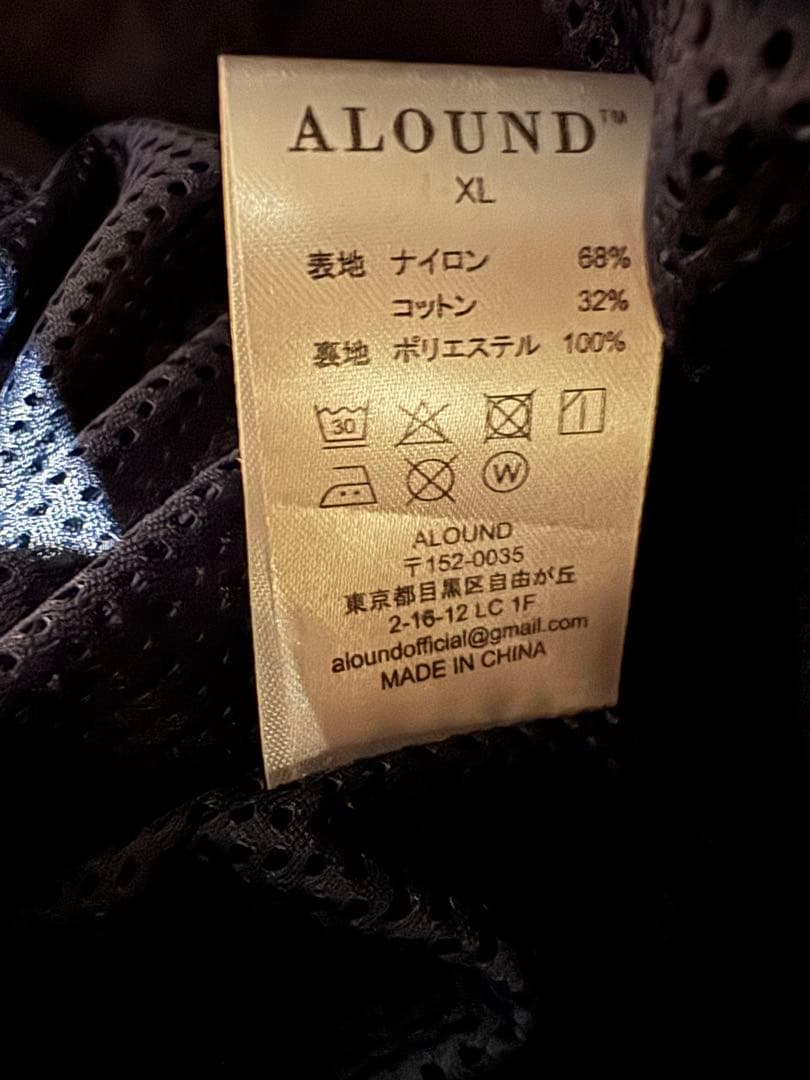 ALOUND™
XL
表地 ナイロン 68%
コットン 32%
裏地 ポリエステル 100%
30
W
ALOUND
〒152-0035
東京都目黒区自由が丘
2-16-12 LC 1F
aloundofficial@gmail.com
MADE IN CHINA